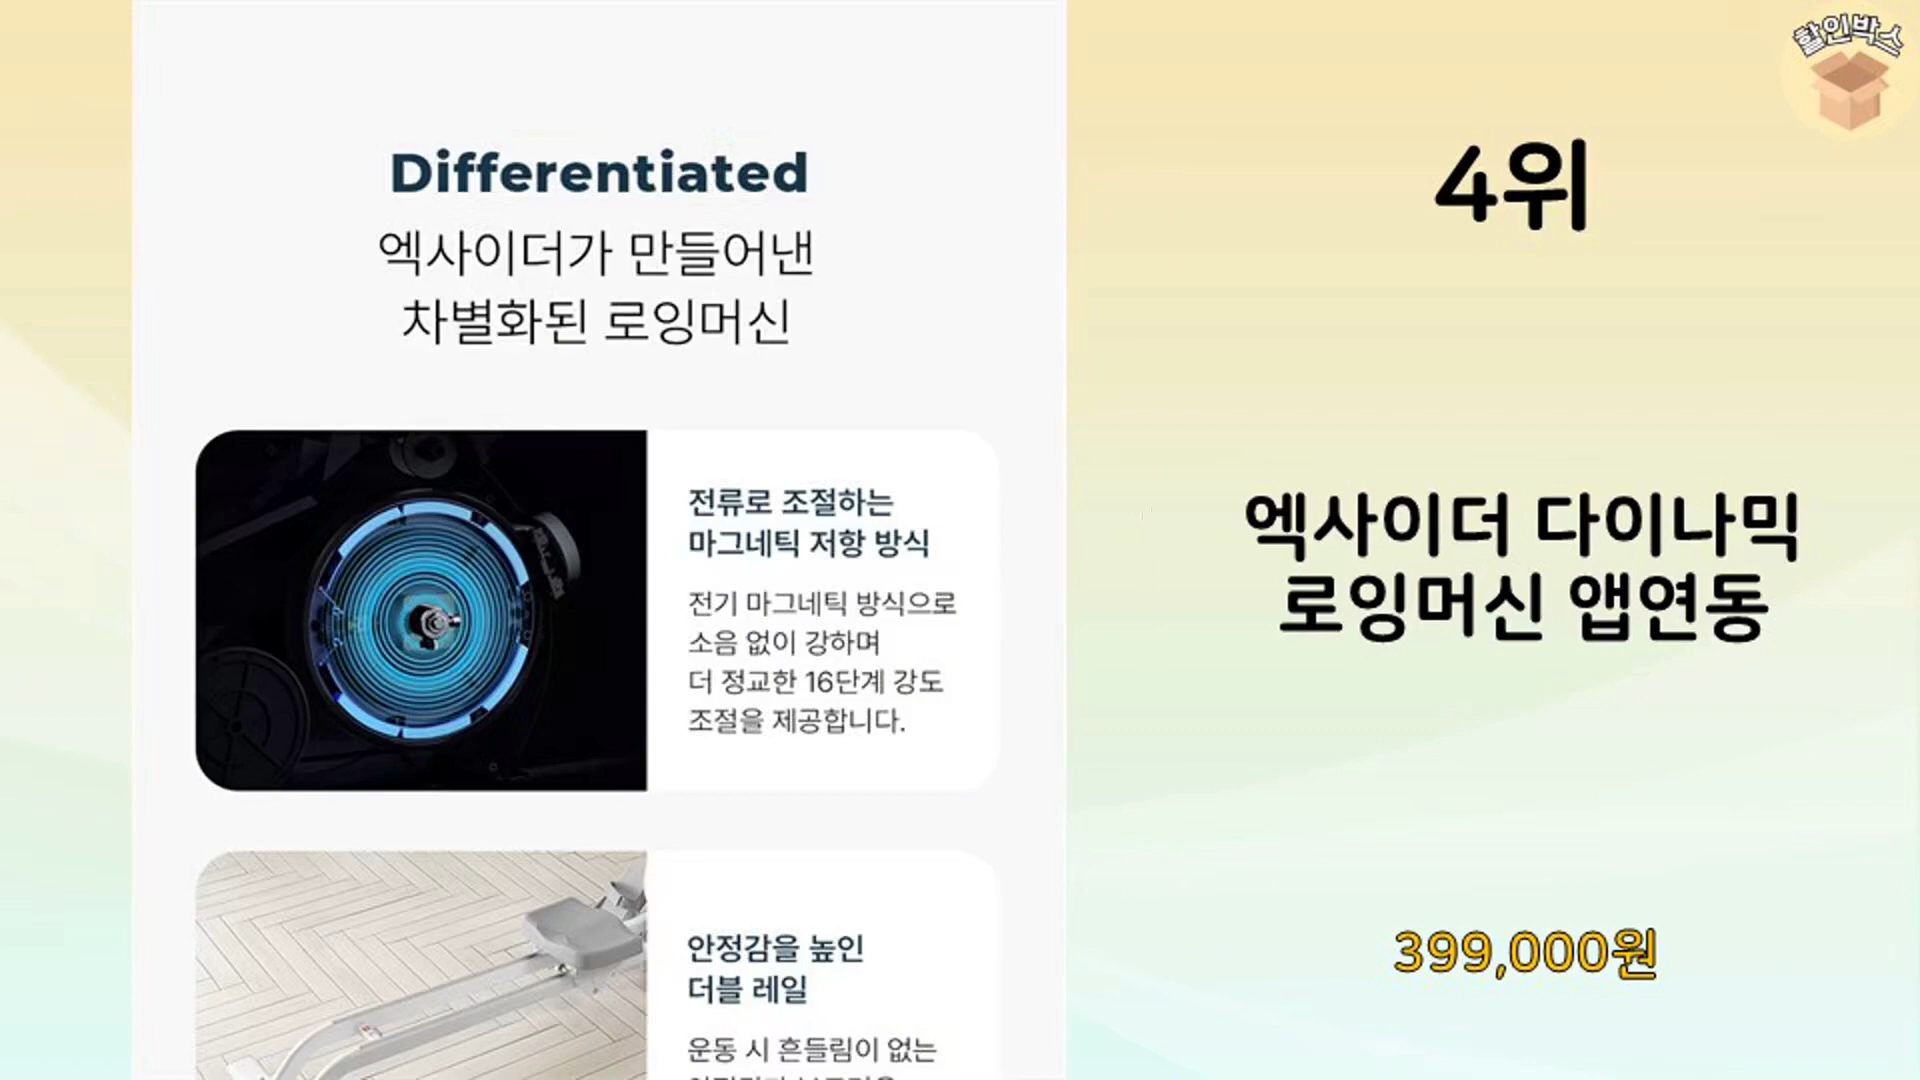 Differentiated
엑사이더가 만들어낸
차별화된 로잉머신
전류로 조절하는
마그네틱 저항 방식
전기 마그네틱 방식으로
소음 없이 강하며
더 정교한 16단계 강도
조절을 제공합니다.
안정감을 높인
더블 레일
운동 시 흔들림이 없는
할인박스
4위
엑사이더 다이나믹
로잉머신 앱연동
399,000원